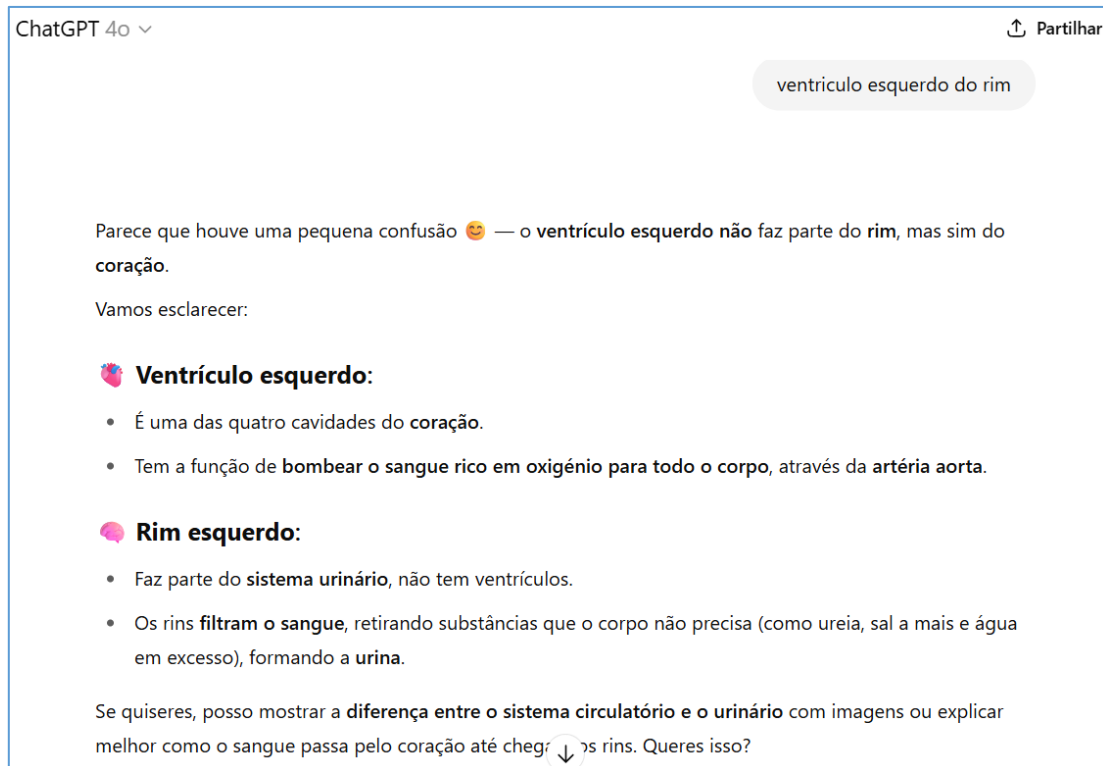 ChatGPT 4o
Partilhar
ventriculo esquerdo do rim
Parece que houve uma pequena confusão 😊 — o ventrículo esquerdo não faz parte do rim, mas sim do
coração.
Vamos esclarecer:
🫀 Ventrículo esquerdo:
• É uma das quatro cavidades do coração.
• Tem a função de bombear o sangue rico em oxigénio para todo o corpo, através da artéria aorta.
🧠 Rim esquerdo:
• Faz parte do sistema urinário, não tem ventrículos.
• Os rins filtram o sangue, retirando substâncias que o corpo não precisa (como ureia, sal a mais e água
em excesso), formando a urina.
Se quiseres, posso mostrar a diferença entre o sistema circulatório e o urinário com imagens ou explicar
melhor como o sangue passa pelo coração até rins. Queres isso?